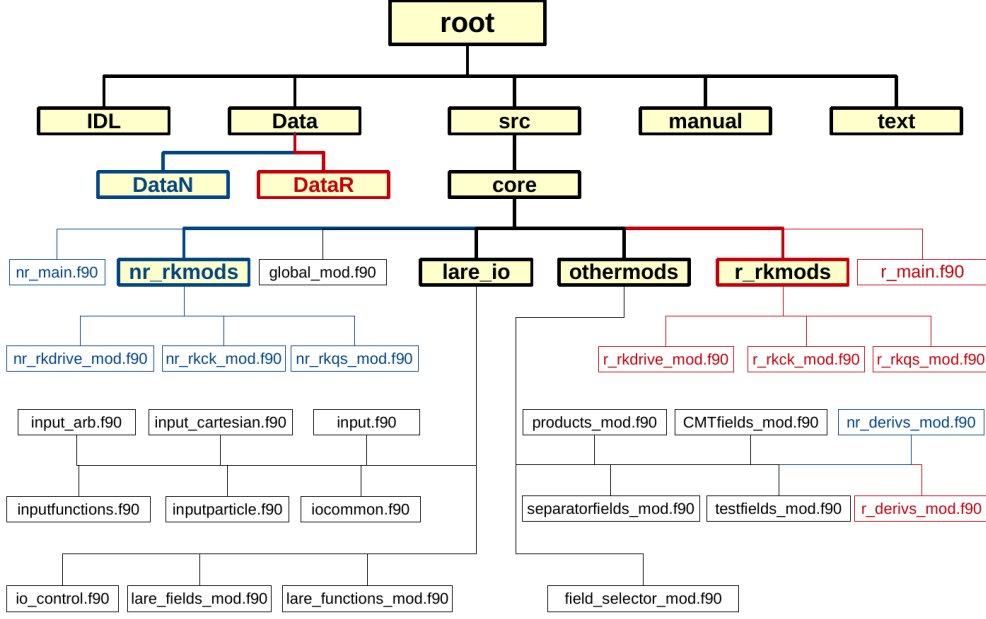 root
IDL
Data
src
manual
text
DataN
DataR
core
nr_main.f90
nr_rkmods
global_mod.f90
lare_io
othermods
r_rkmods
r_main.f90
nr_rkdrive_mod.f90
nr_rkck_mod.f90
nr_rkqs_mod.f90
r_rkdrive_mod.f90
r_rkck_mod.f90
r_rkqs_mod.f90
input_arb.f90
input_cartesian.f90
input.f90
products_mod.f90
CMTfields_mod.f90
nr_derivs_mod.f90
inputfunctions.f90
inputparticle.f90
iocommon.f90
separatorfields_mod.f90
testfields_mod.f90
r_derivs_mod.f90
io_control.f90
lare_fields_mod.f90
lare_functions_mod.f90
field_selector_mod.f90